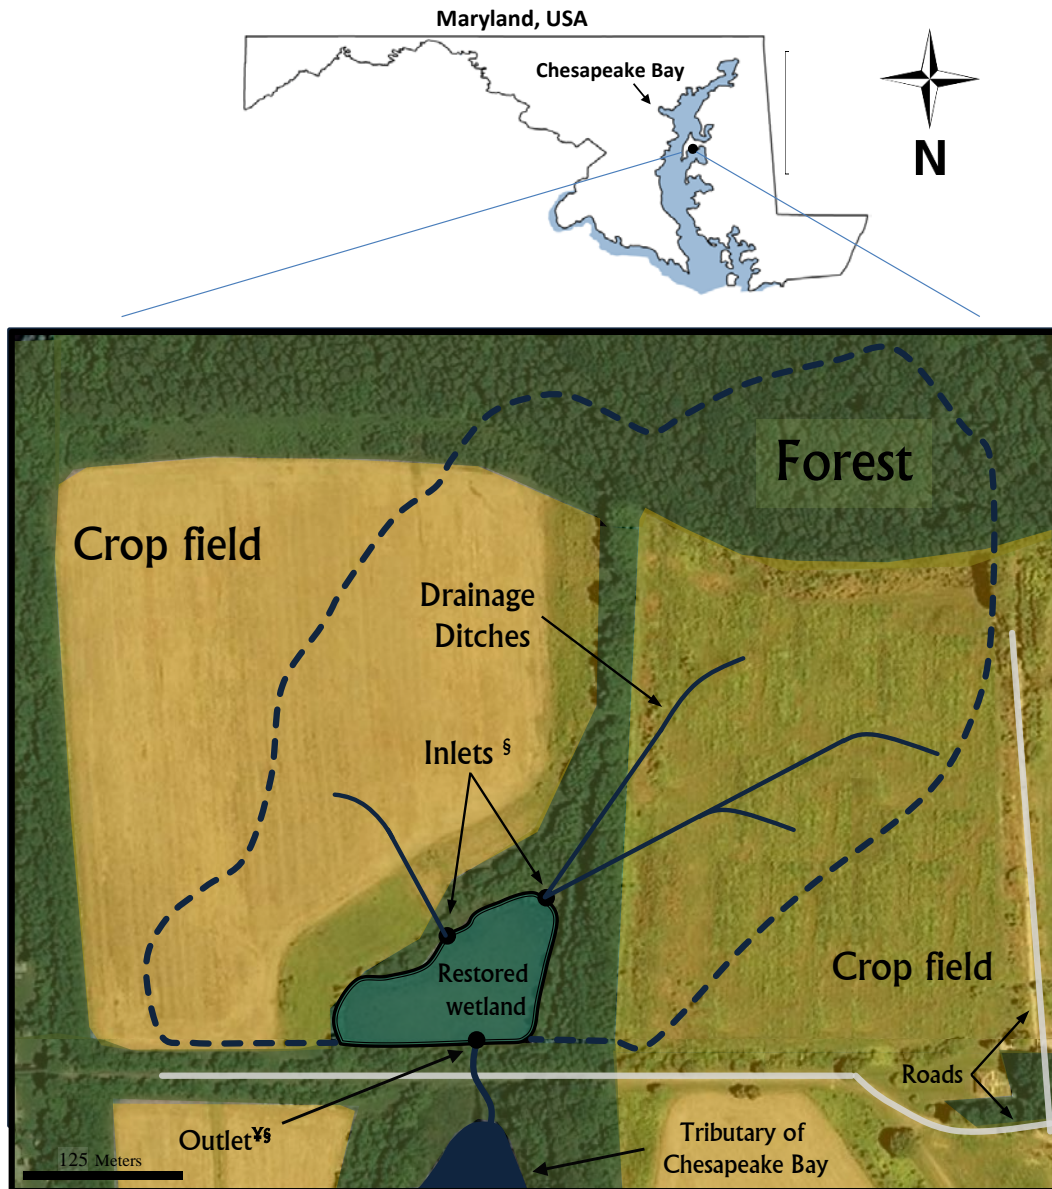 Maryland, USA
Chesapeake Bay
N
Forest
Crop field
Drainage
Ditches
Inlets §
Restored
wetland
Crop field
Roads
Outlet¥§
Tributary of
Chesapeake Bay
125 Meters